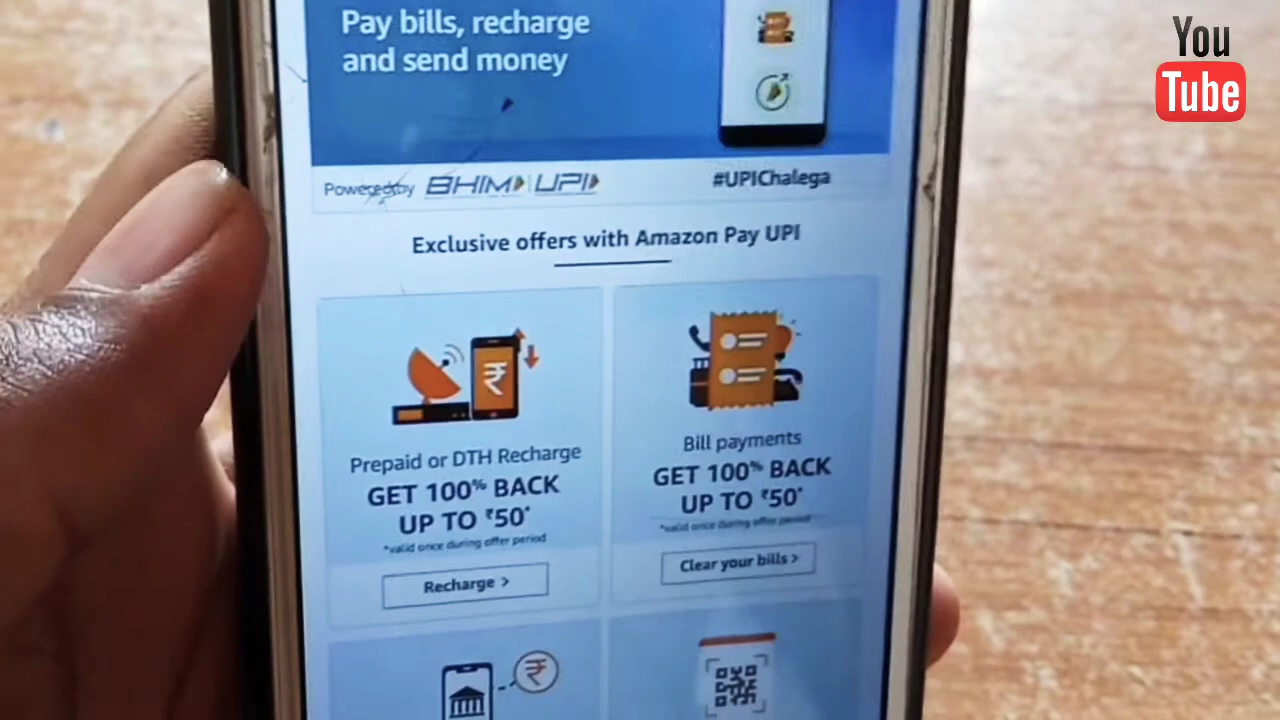 Pay bills, recharge
and send money
You
Tube
Powered by BHIM UPI
#UPIChalega
Exclusive offers with Amazon Pay UPI
Prepaid or DTH Recharge
GET 100% BACK
UP TO ₹50*
*valid once during offer period
Recharge >
Bill payments
GET 100% BACK
UP TO ₹50*
*valid once during offer period
Clear your bills >